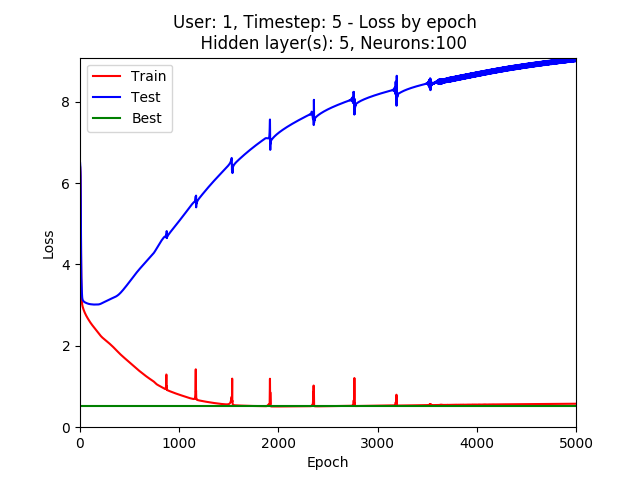 User: 1, Timestep: 5 - Loss by epoch
Hidden layer(s): 5, Neurons:100
Train
Test
Best
Loss
8
6
4
2
0
0 1000 2000 3000 4000 5000
Epoch